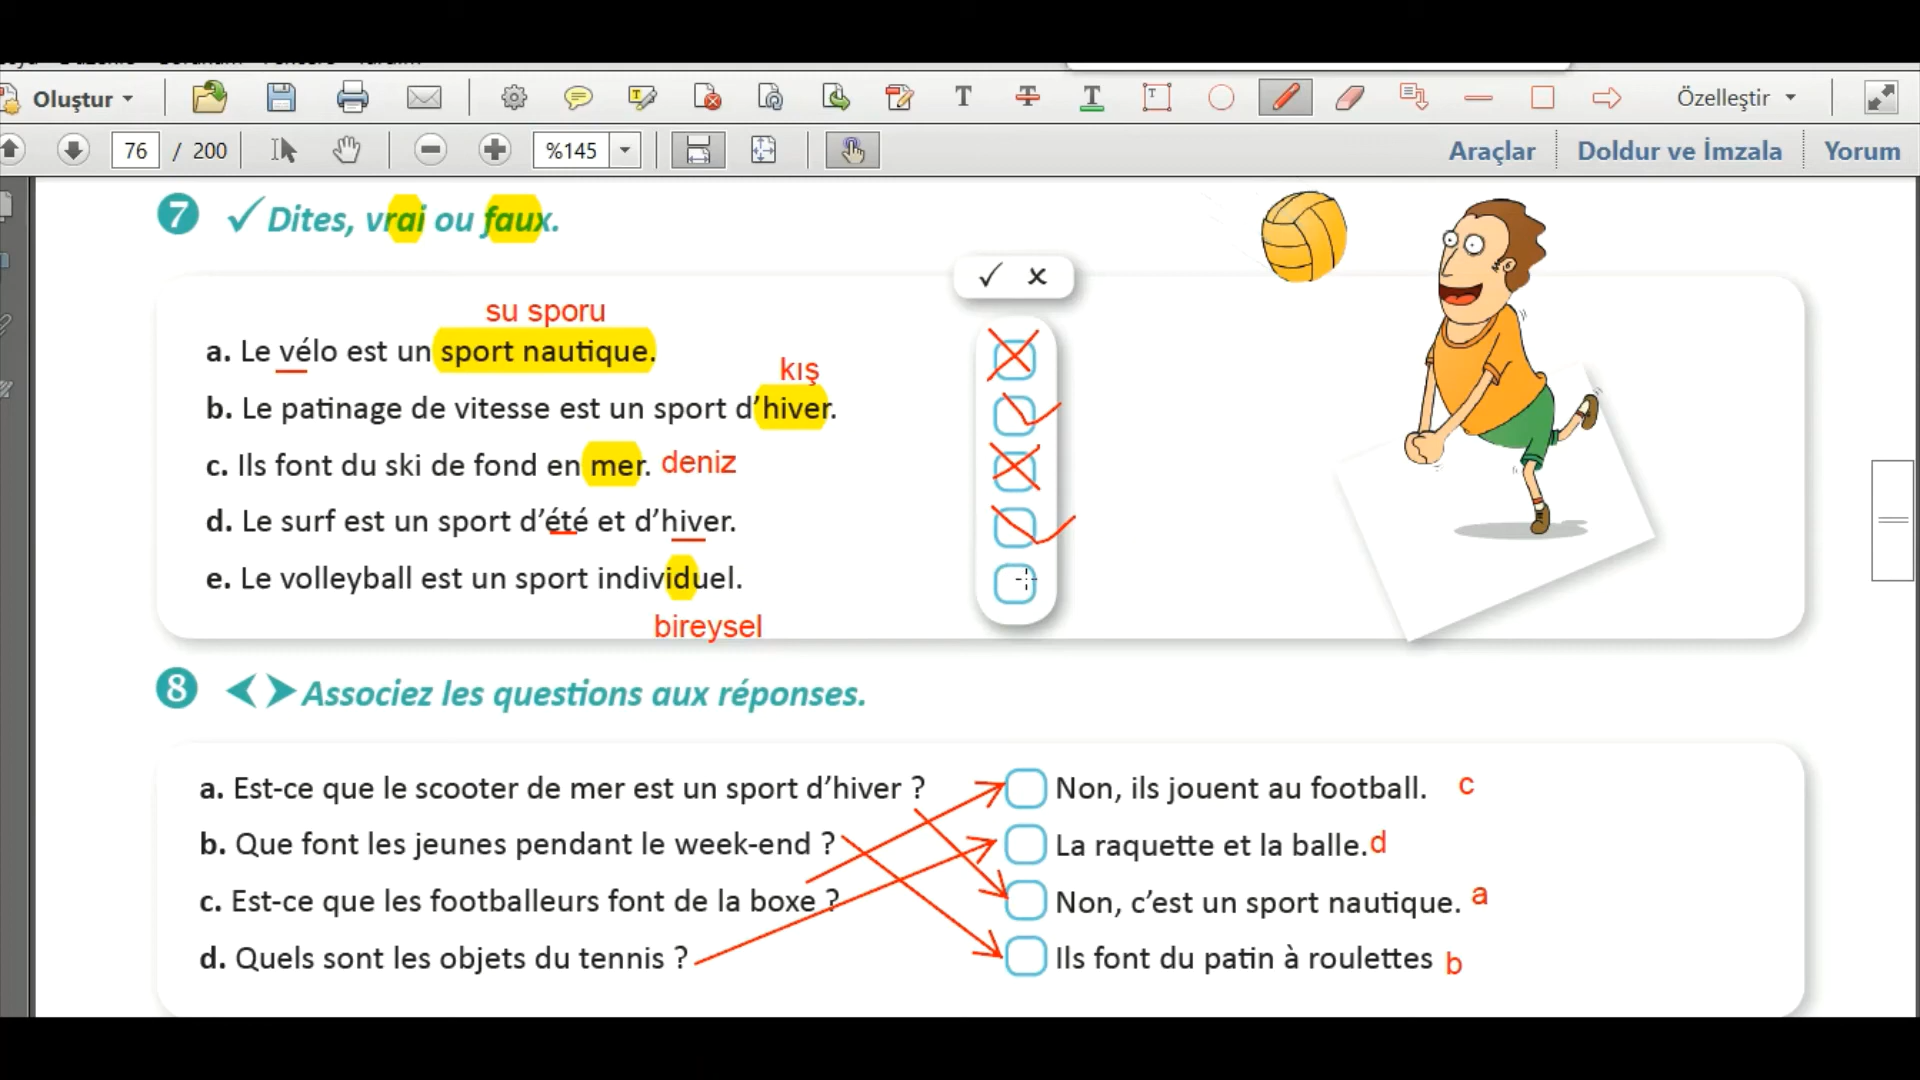 Oluştur
T T T T
Özelleştir
76 / 200
%145
Araçlar
Doldur ve İmzala
Yorum
7 ✓ Dites, vrai ou faux.
✓ x
su sporu
a. Le vélo est un sport nautique.
kış
b. Le patinage de vitesse est un sport d’hiver.
c. Ils font du ski de fond en mer. deniz
d. Le surf est un sport d’été et d’hiver.
e. Le volleyball est un sport individuel.
bireysel
8 Associez les questions aux réponses.
a. Est-ce que le scooter de mer est un sport d’hiver ?
Non, ils jouent au football. c
b. Que font les jeunes pendant le week-end ?
La raquette et la balle. d
c. Est-ce que les footballeurs font de la boxe ?
Non, c’est un sport nautique. a
d. Quels sont les objets du tennis ?
Ils font du patin à roulettes b